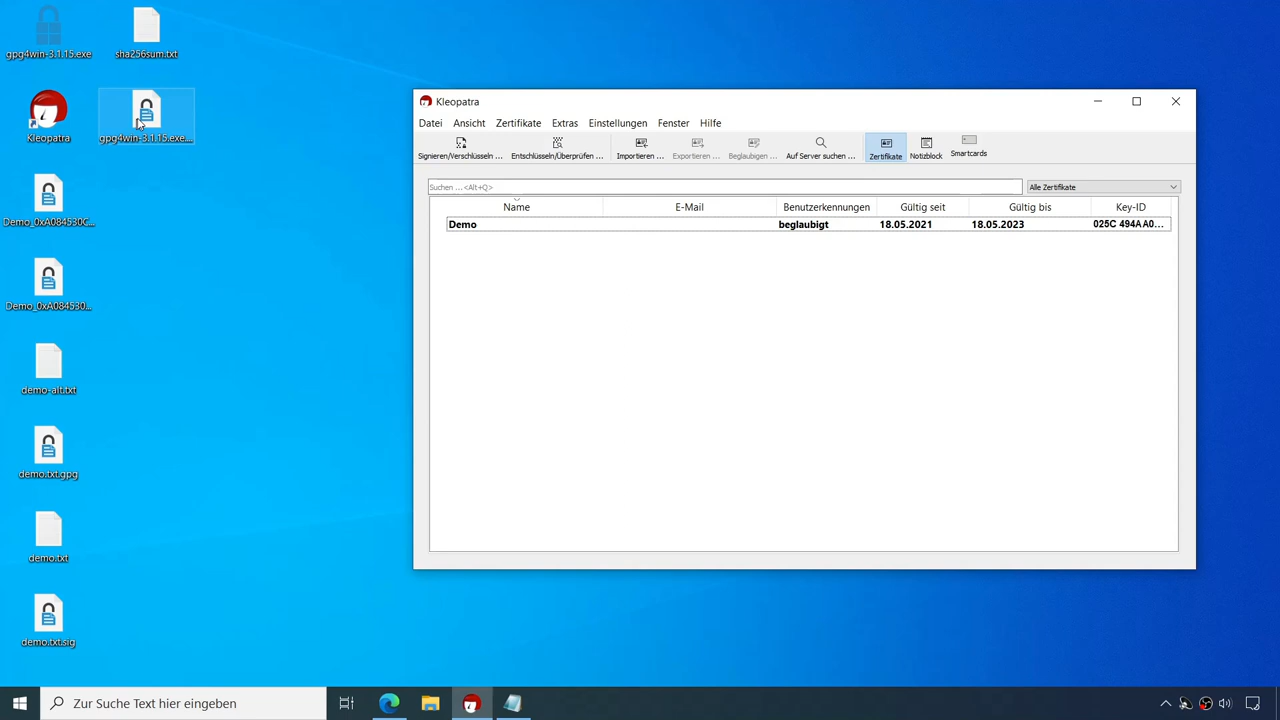 gpg4win-3.1.15.exe
sha256sum.txt
Kleopatra
gpg4win-3.1.15.exe...
Demo_0xA084530C...
Demo_0xA084530...
demo-alt.txt
demo.txt.gpg
demo.txt
demo.txt.sig
Kleopatra
Datei Ansicht Zertifikate Extras Einstellungen Fenster Hilfe
Signieren/Verschlüsseln ... Entschlüsseln/Überprüfen ... Importieren ... Exportieren ... Beglaubigen ... Auf Server suchen ... Zertifikate Notizblock Smartcards
Suchen ... <Alt+Q> Alle Zertifikate
Name E-Mail Benutzerkennungen Gültig seit Gültig bis Key-ID
Demo beglaubigt 18.05.2021 18.05.2023 025C 494A A0...
Zur Suche Text hier eingeben